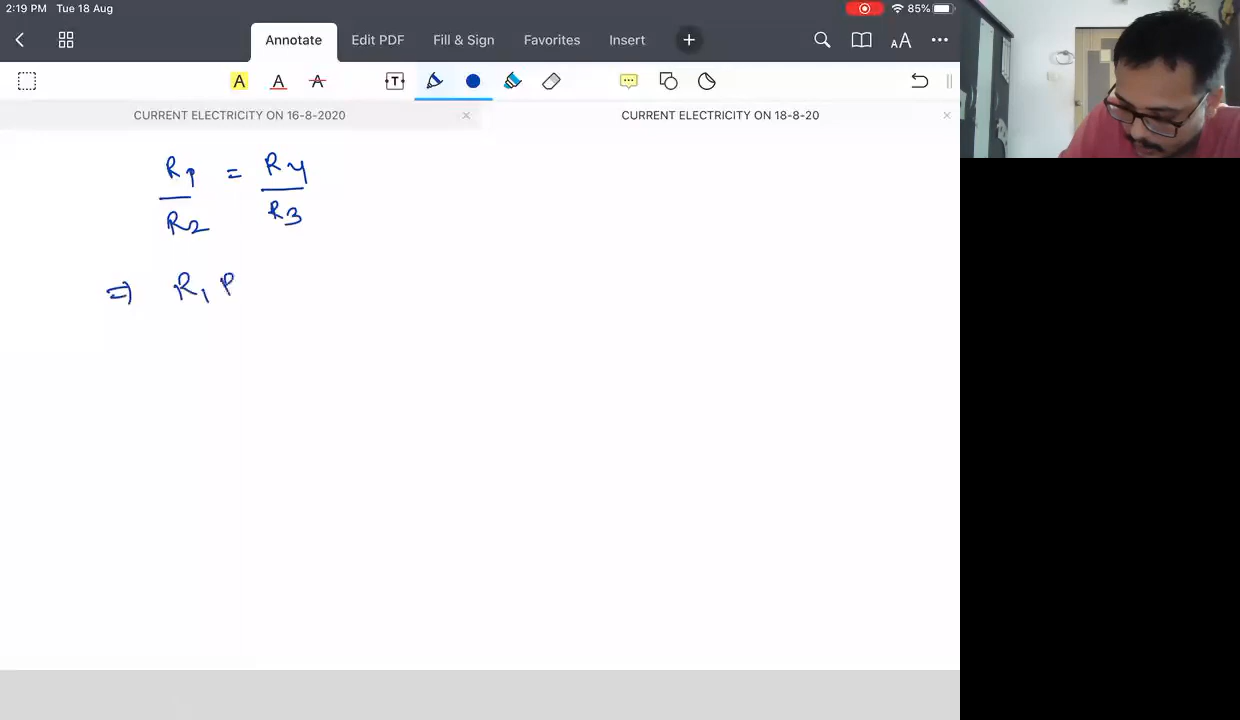 2:19 PM Tue 18 Aug 85%
Annotate Edit PDF Fill & Sign Favorites Insert
CURRENT ELECTRICITY ON 16-8-2020 CURRENT ELECTRICITY ON 18-8-20
R1 = R4
R2 R3
⇒ R1 R